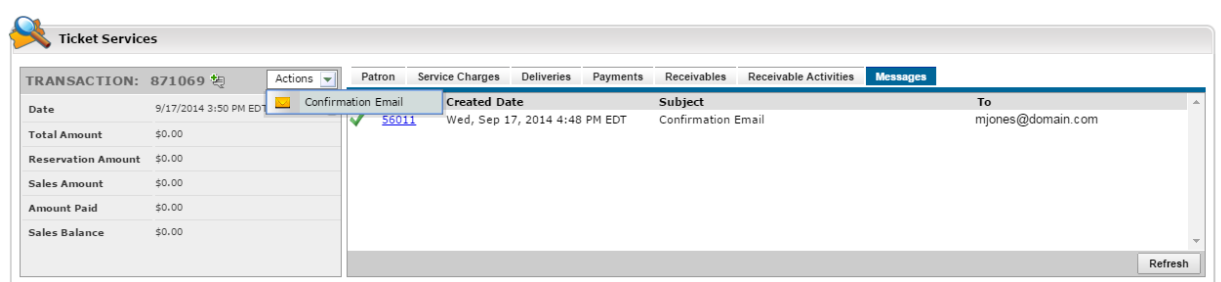 Ticket Services
TRANSACTION: 871069
Actions
Confirmation Email
Date 9/17/2014 3:50 PM EDT
Total Amount $0.00
Reservation Amount $0.00
Sales Amount $0.00
Amount Paid $0.00
Sales Balance $0.00
Patron Service Charges Deliveries Payments Receivables Receivable Activities Messages
Created Date Subject To
56011 Wed, Sep 17, 2014 4:48 PM EDT Confirmation Email mjones@domain.com
Refresh